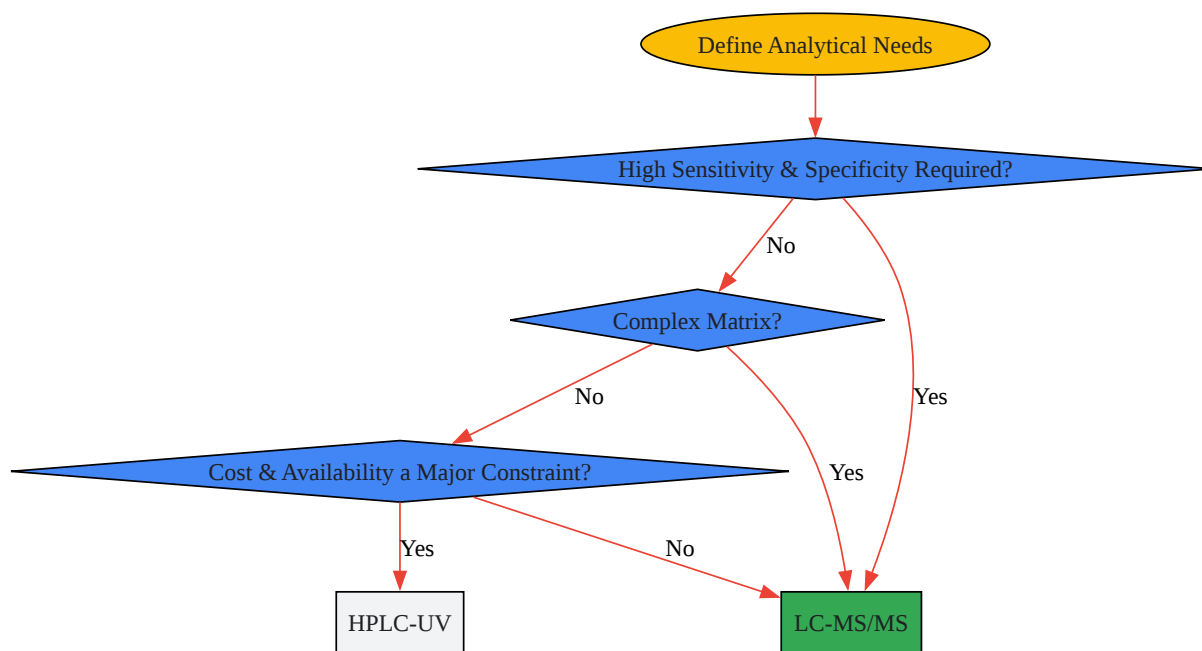 Define Analytical Needs
High Sensitivity & Specificity Required?
No
Complex Matrix?
No
Yes
Cost & Availability a Major Constraint?
Yes
Yes
No
HPLC-UV
LC-MS/MS